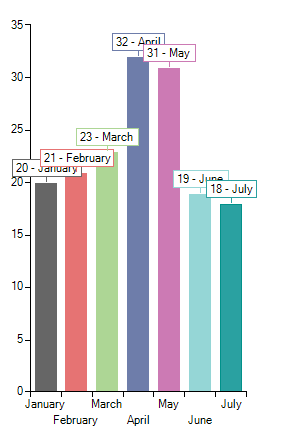 35
32 - April
31 - May
30
25
23 - March
21 - February
20 - January
19 - June
20
18 - July
15
10
5
0
January March May July
February April June